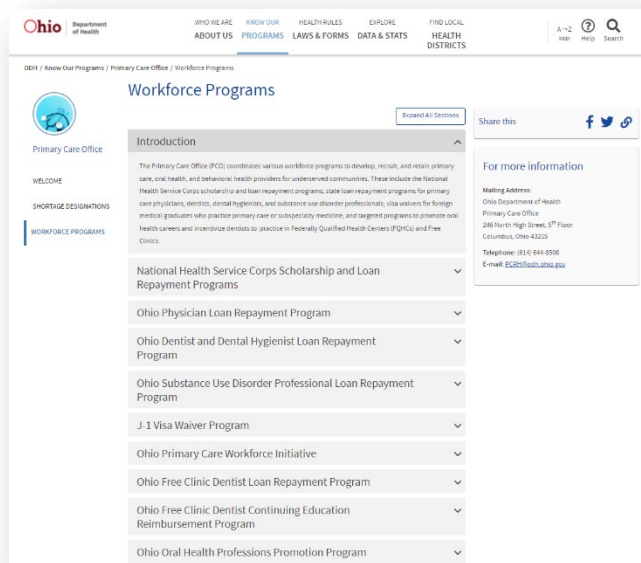 Ohio
Department
of Health
WHO WE ARE
ABOUT US
KNOW OUR
PROGRAMS
HEALTH RULES
LAWS & FORMS
EXPLORE
DATA & STATS
FIND LOCAL
HEALTH
DISTRICTS
A→Z
INDEX
Help
Search
ODH / Know Our Programs / Primary Care Office / Workforce Programs
Primary Care Office
WELCOME
SHORTAGE DESIGNATIONS
WORKFORCE PROGRAMS
Workforce Programs
Expand All Sections
Introduction
The Primary Care Office (PCO) coordinates various workforce programs to develop, recruit, and retain primary
care, oral health, and behavioral health providers for underserved communities. These include the National
Health Service Corps scholarship and loan repayment programs; state loan repayment programs for primary
care physicians, dentists, dental hygienists, and substance use disorder professionals; visa waivers for foreign
medical graduates who practice primary care or subspecialty medicine; and targeted programs to promote oral
health careers and incentivize dentists to practice in Federally Qualified Health Centers (FQHCs) and Free
Clinics.
National Health Service Corps Scholarship and Loan
Repayment Programs
Ohio Physician Loan Repayment Program
Ohio Dentist and Dental Hygienist Loan Repayment
Program
Ohio Substance Use Disorder Professional Loan Repayment
Program
J-1 Visa Waiver Program
Ohio Primary Care Workforce Initiative
Ohio Free Clinic Dentist Loan Repayment Program
Ohio Free Clinic Dentist Continuing Education
Reimbursement Program
Ohio Oral Health Professions Promotion Program
Share this
For more information
Mailing Address
Ohio Department of Health
Primary Care Office
246 North High Street, 5th Floor
Columbus, Ohio 43215
Telephone: (614) 644-8508
E-mail: PCRH@odh.ohio.gov